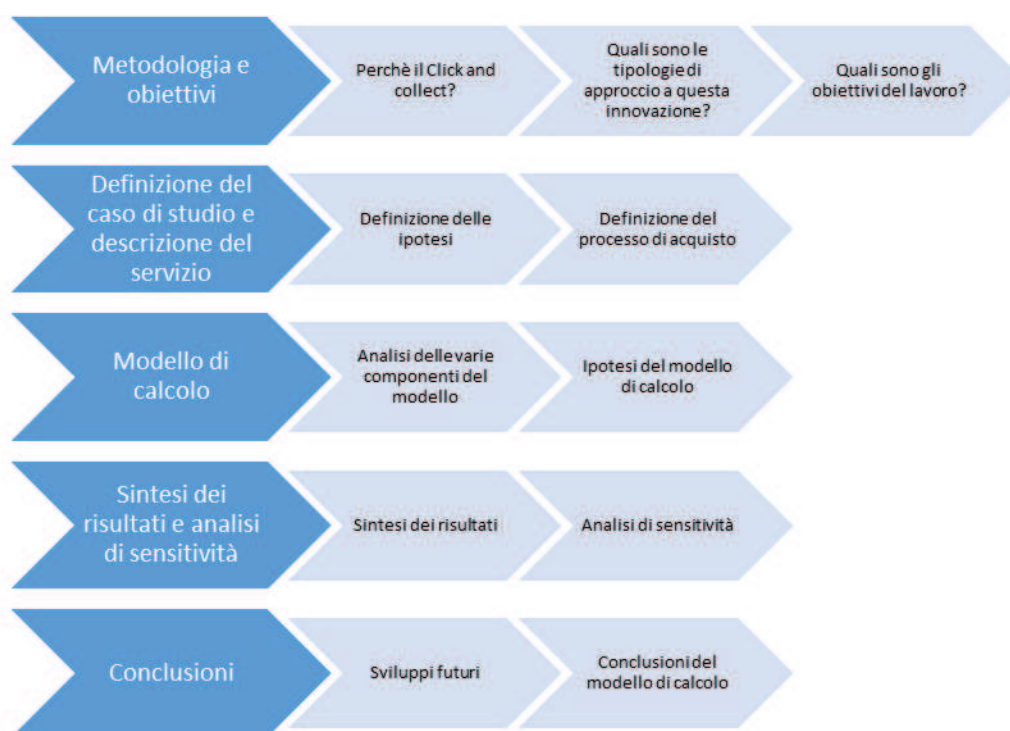 Metodologia e
obiettivi
Perchè il Click and
collect?
Quali sono le
tipologie di
approccio a questa
innovazione?
Quali sono gli
obiettivi del lavoro?
Definizione del
caso di studio e
descrizione del
servizio
Definizione delle
ipotesi
Definizione del
processo di acquisto
Modello di
calcolo
Analisi delle varie
componenti del
modello
Ipotesi del modello
di calcolo
Sintesi dei
risultati e analisi
di sensitività
Sintesi dei risultati
Analisi di sensitività
Conclusioni
Sviluppi futuri
Conclusioni del
modello di calcolo